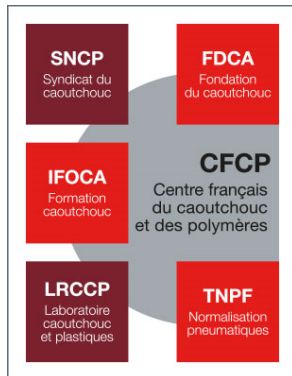 SNCP
Syndicat du
caoutchouc
FDCA
Fondation
du caoutchouc
IFOCA
Formation
caoutchouc
CFCP
Centre français
du caoutchouc
et des polymères
LRCCP
Laboratoire
caoutchouc
et plastiques
TNPF
Normalisation
pneumatiques